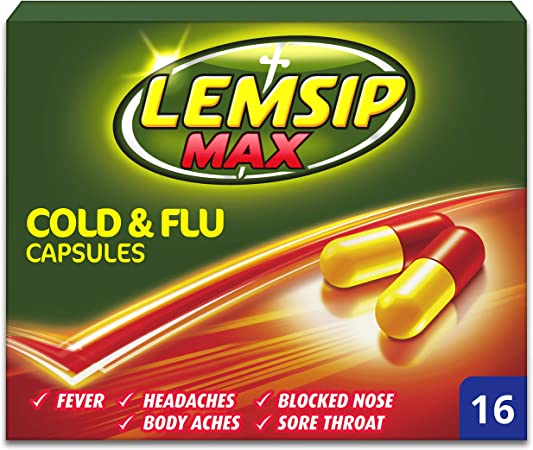 LEMSIP
MAX
COLD & FLU
CAPSULES
✓ FEVER ✓ HEADACHES ✓ BLOCKED NOSE
✓ BODY ACHES ✓ SORE THROAT
16